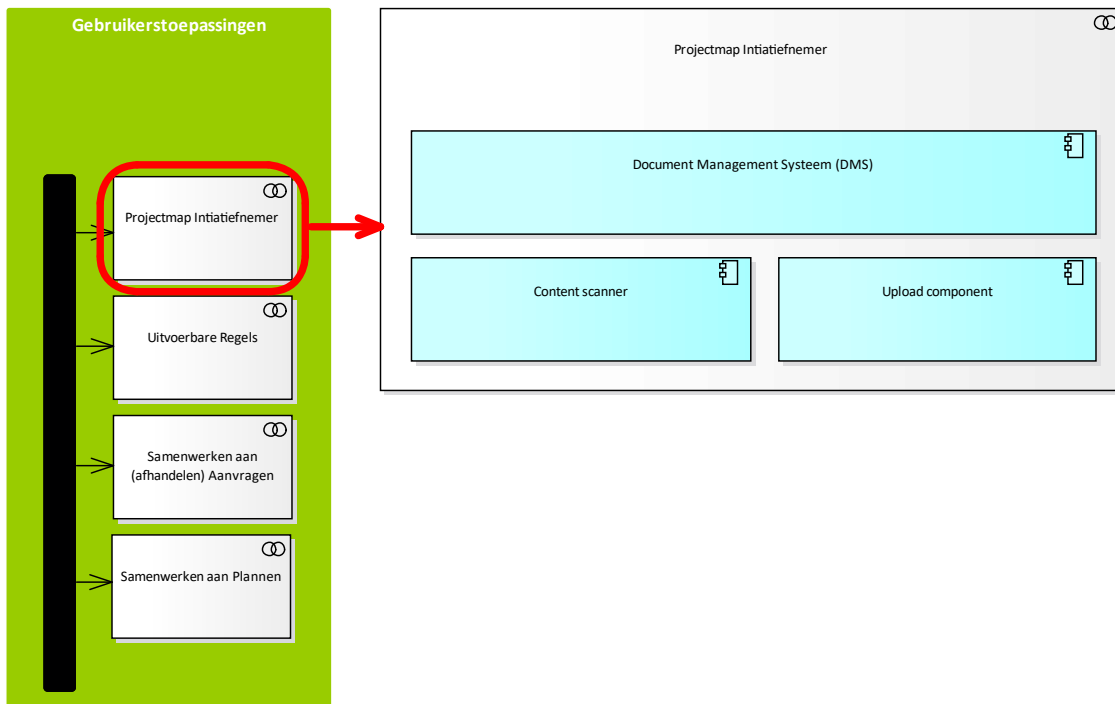 Gebruikerstoepassingen
Projectmap Intiatiefnemer
Uitvoerbare Regels
Samenwerken aan
(afhandelen) Aanvragen
Samenwerken aan Plannen
Projectmap Intiatiefnemer
Document Management Systeem (DMS)
Content scanner
Upload component